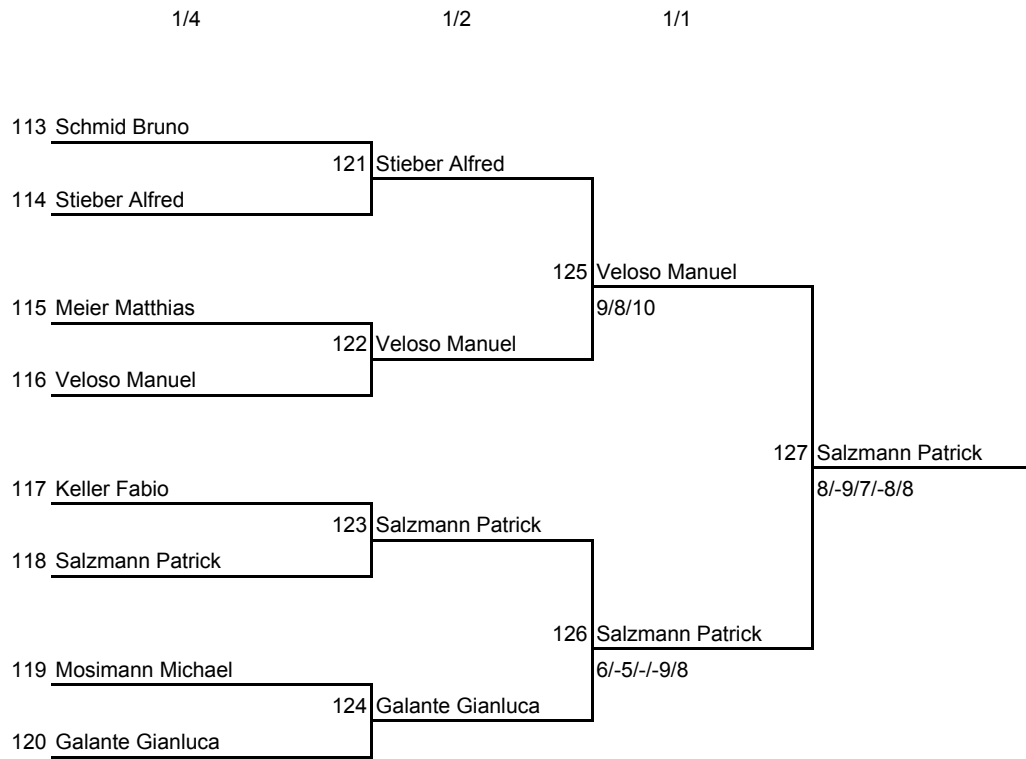 1/4 1/2 1/1
113 Schmid Bruno
121 Stieber Alfred
114 Stieber Alfred
125 Veloso Manuel
115 Meier Matthias
9/8/10
122 Veloso Manuel
116 Veloso Manuel
127 Salzmann Patrick
117 Keller Fabio
8/-9/7/-8/8
123 Salzmann Patrick
118 Salzmann Patrick
126 Salzmann Patrick
119 Mosimann Michael
6/-5/-/-9/8
124 Galante Gianluca
120 Galante Gianluca